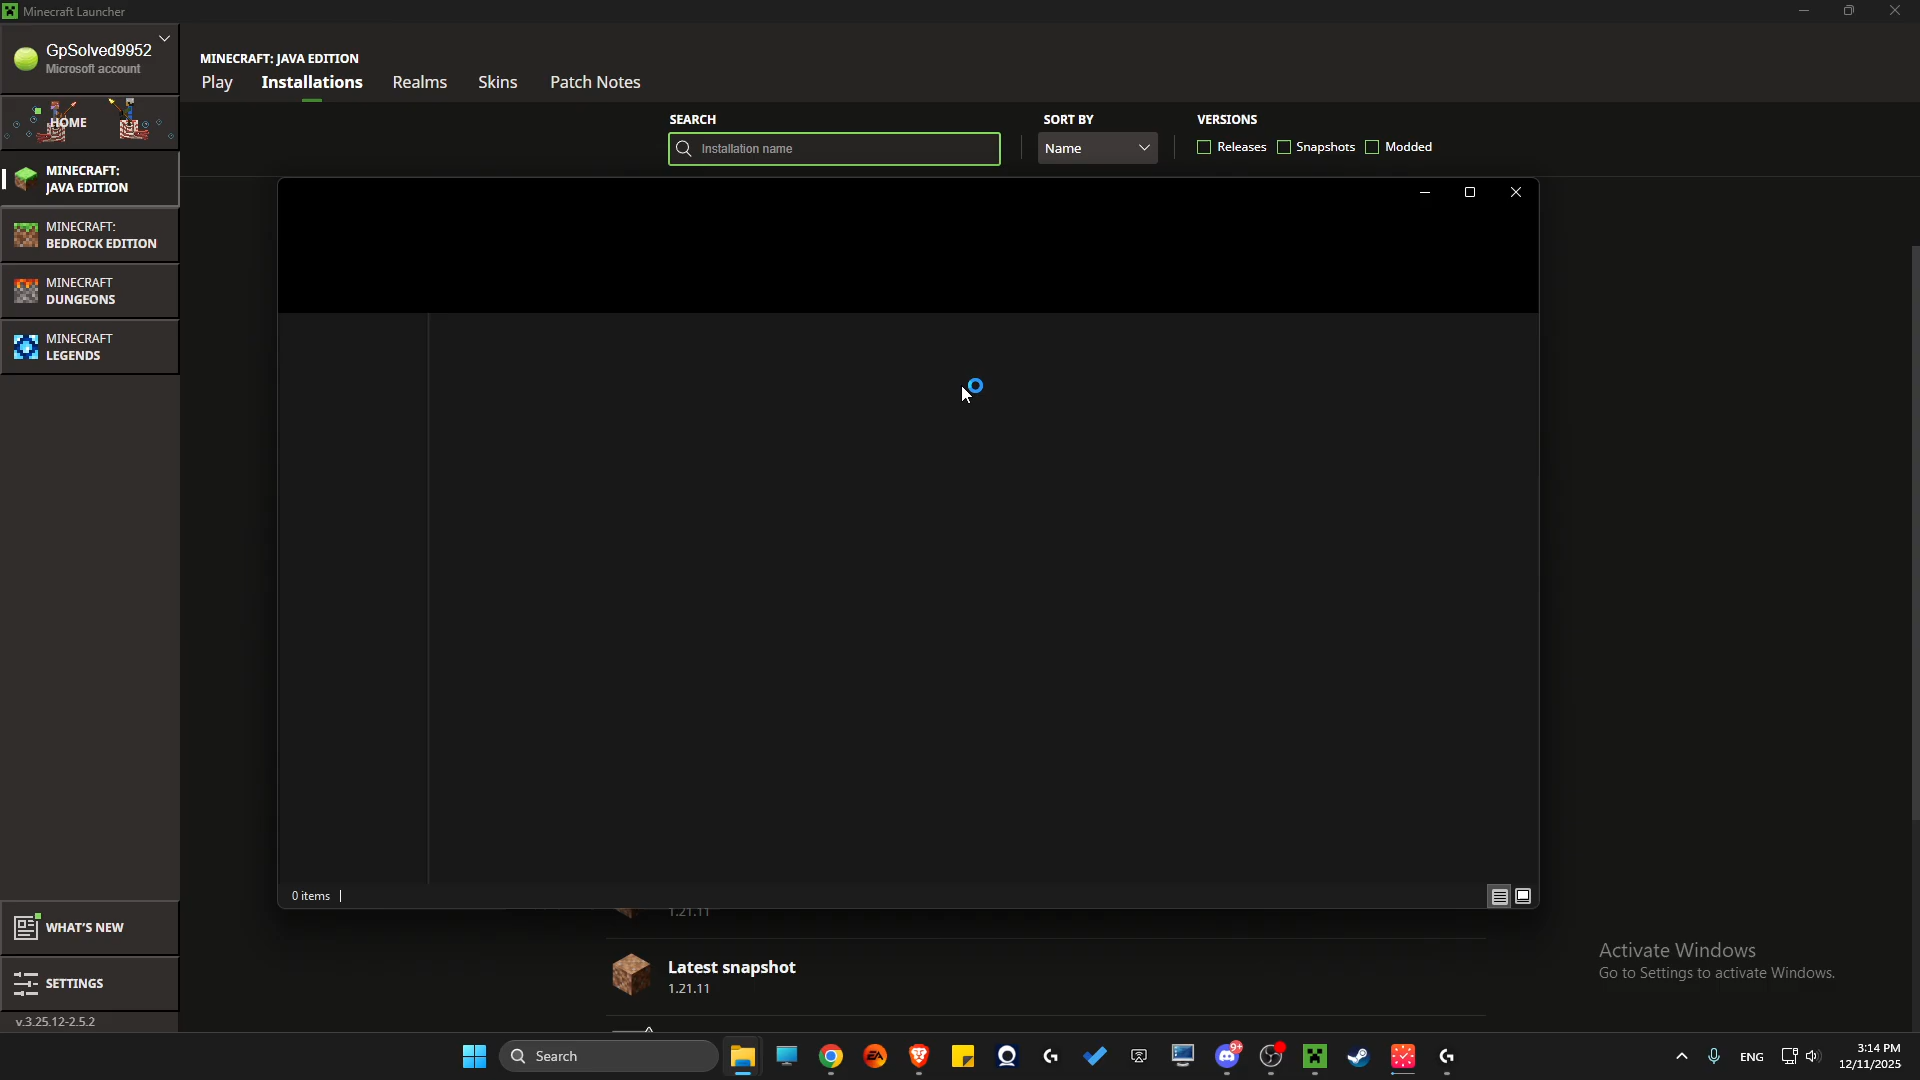 Minecraft Launcher
GpSolved9952
Microsoft account
HOME
MINECRAFT:
JAVA EDITION
MINECRAFT:
BEDROCK EDITION
MINECRAFT
DUNGEONS
MINECRAFT
LEGENDS
WHAT'S NEW
SETTINGS
v.3.25.12-2.5.2
MINECRAFT: JAVA EDITION
Play Installations Realms Skins Patch Notes
SEARCH SORT BY VERSIONS
Installation name Name Releases Snapshots Modded
0 items
1.21.11
Latest snapshot
1.21.11
Activate Windows
Go to Settings to activate Windows.
Search
9+
ENG
3:14 PM
12/11/2025